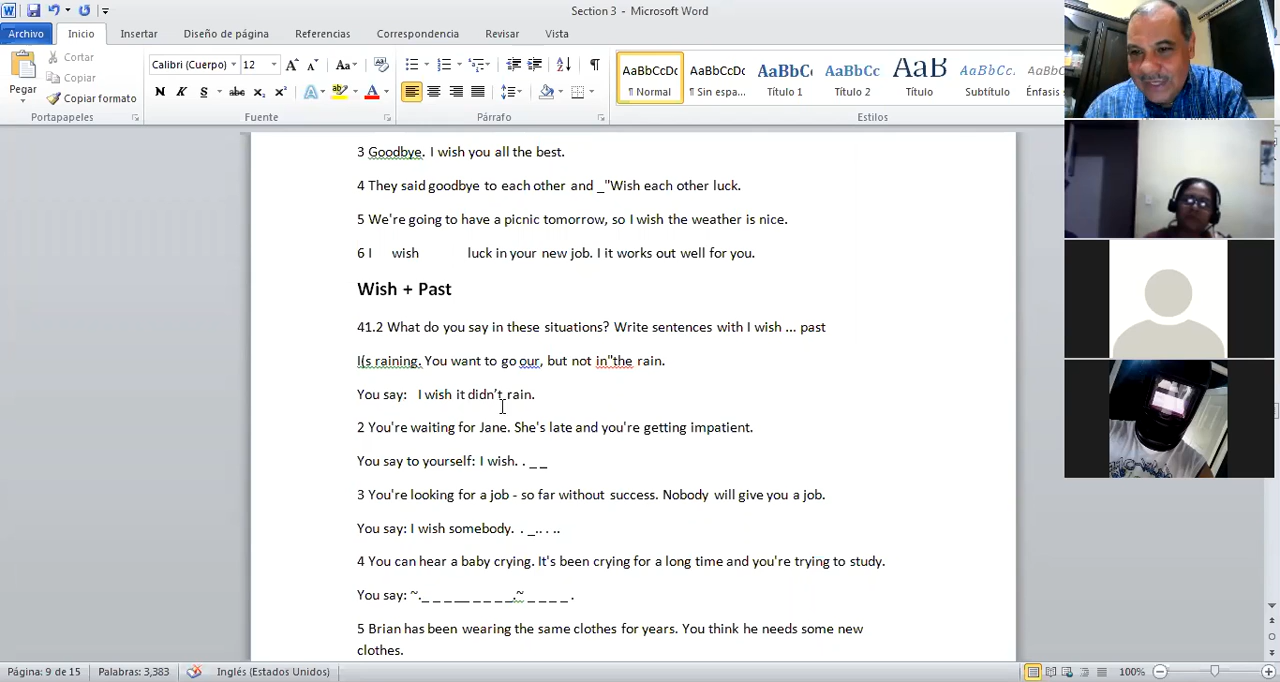 Section 3 - Microsoft Word
Archivo Inicio Insertar Diseño de página Referencias Correspondencia Revisar Vista
Pegar
Cortar
Copiar
Copiar formato
Portapapeles
Calibri (Cuerpo) 12
N K S abc x₂ x²
Fuente
Párrafo
AaBbCcDc AaBbCcDc AaBbC AaBbCc AaB AaBbCc AaBbCc
¶ Normal ¶ Sin espa... Título 1 Título 2 Título Subtítulo Énfasis
Estilos
3 Goodbye. I wish you all the best.
4 They said goodbye to each other and _"Wish each other luck.
5 We're going to have a picnic tomorrow, so I wish the weather is nice.
6 I wish luck in your new job. I it works out well for you.
Wish + Past
41.2 What do you say in these situations? Write sentences with I wish ... past
I(s raining. You want to go our, but not in"the rain.
You say: I wish it didn't rain.
2 You're waiting for Jane. She's late and you're getting impatient.
You say to yourself: I wish. . _ _
3 You're looking for a job - so far without success. Nobody will give you a job.
You say: I wish somebody. . _.. . ..
4 You can hear a baby crying. It's been crying for a long time and you're trying to study.
You say: ~._ _ _ __ _ _ _ _.~ _ _ _ _ .
5 Brian has been wearing the same clothes for years. You think he needs some new
clothes.
Página: 9 de 15 Palabras: 3,383 Inglés (Estados Unidos) 100%